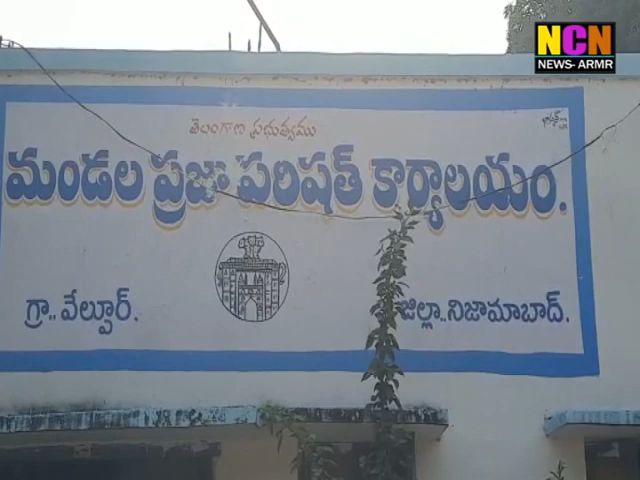 NCN
NEWS- ARMR
తెలంగాణ ప్రభుత్వము
మండల ప్రజా పరిషత్ కార్యాలయం.
గ్రా.. వేల్పూర్.
జిల్లా.. నిజామాబాద్.